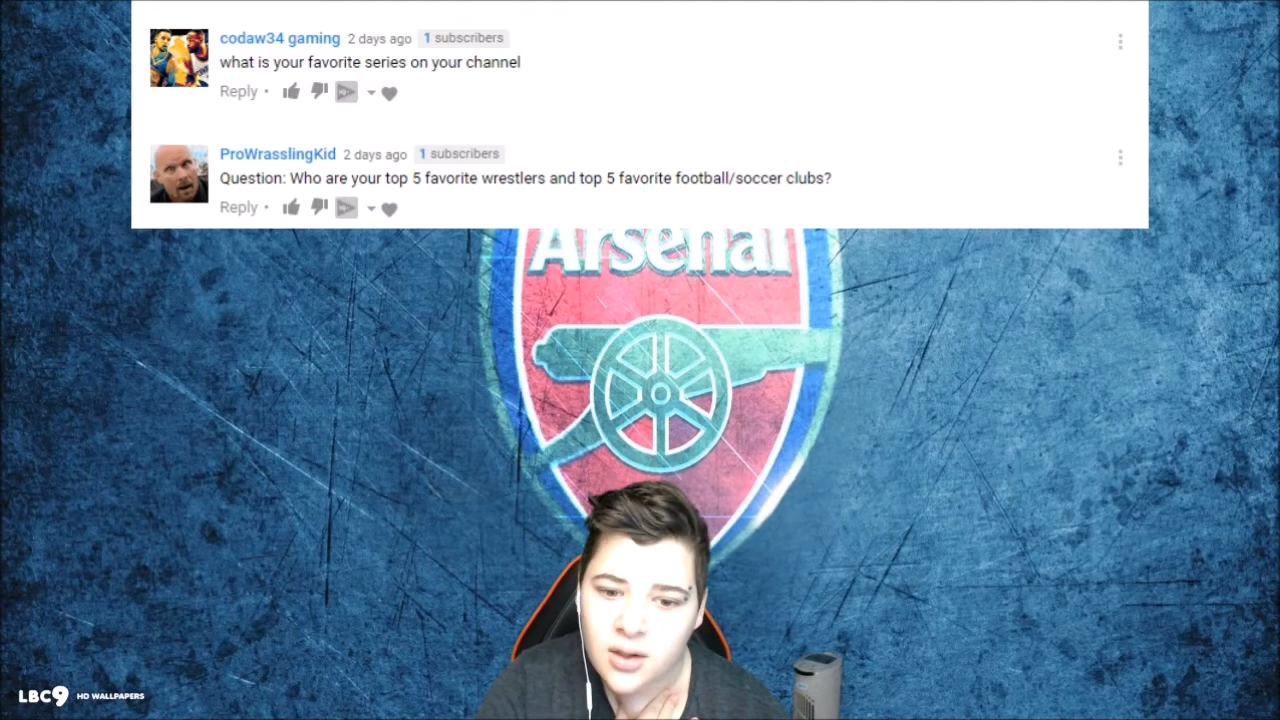 codaw34 gaming 2 days ago 1 subscribers
what is your favorite series on your channel
Reply •
ProWrasslingKid 2 days ago 1 subscribers
Question: Who are your top 5 favorite wrestlers and top 5 favorite football/soccer clubs?
Reply •
Arsenal
LBC9 HD WALLPAPERS